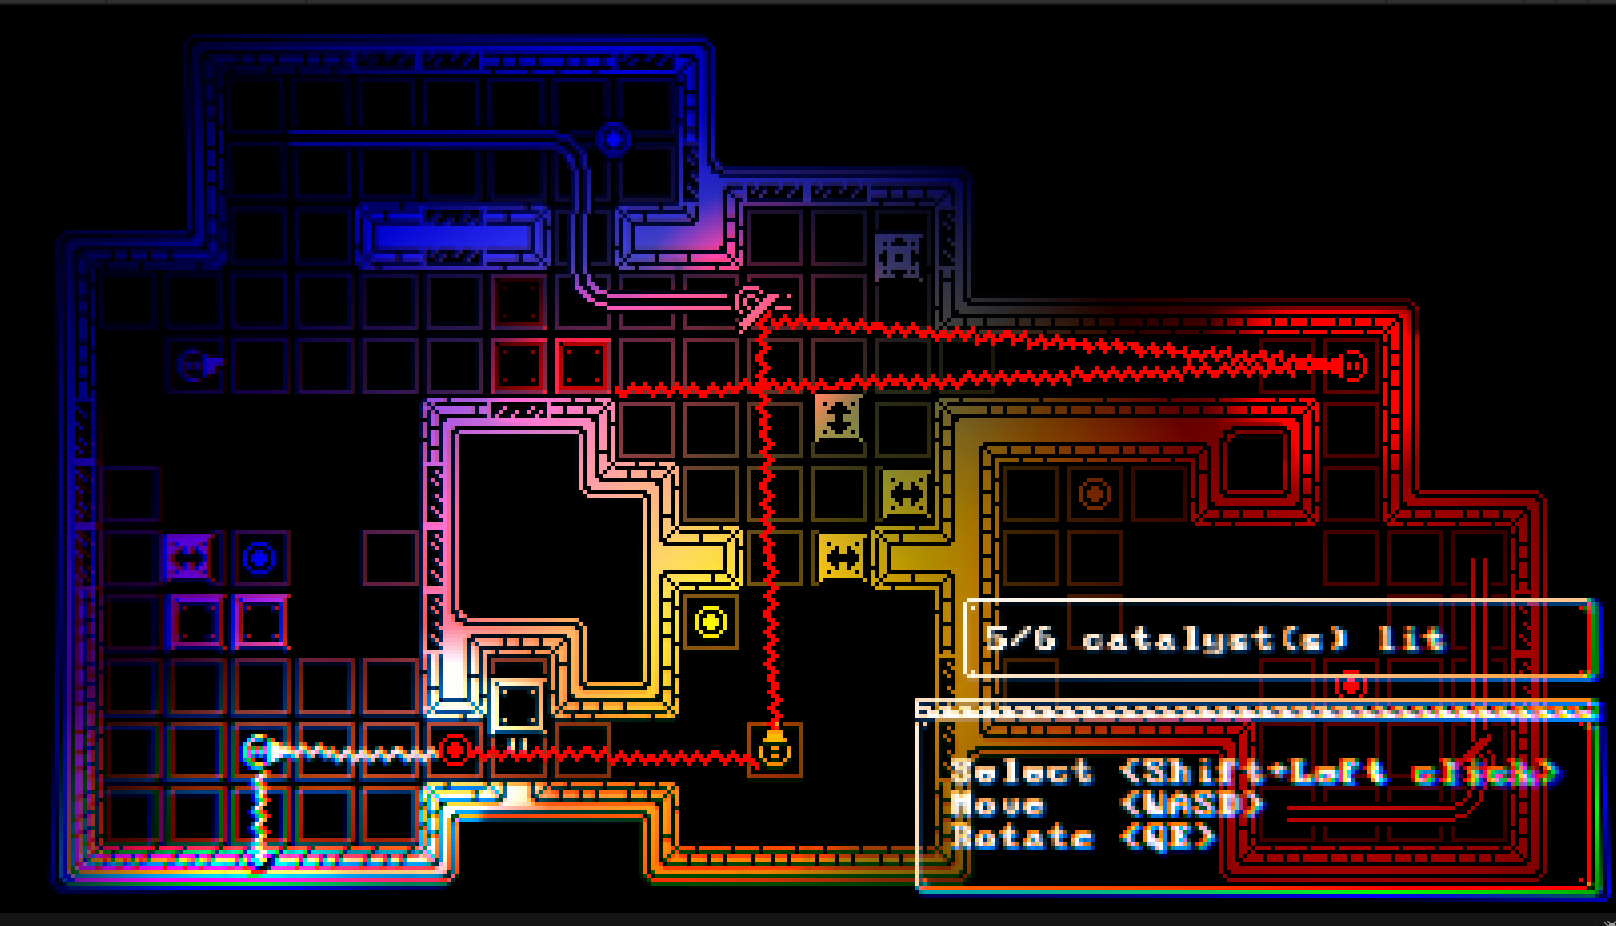 5/6 catalyst(s) lit
Select <Shift+Left click>
Move <WASD>
Rotate <QE>